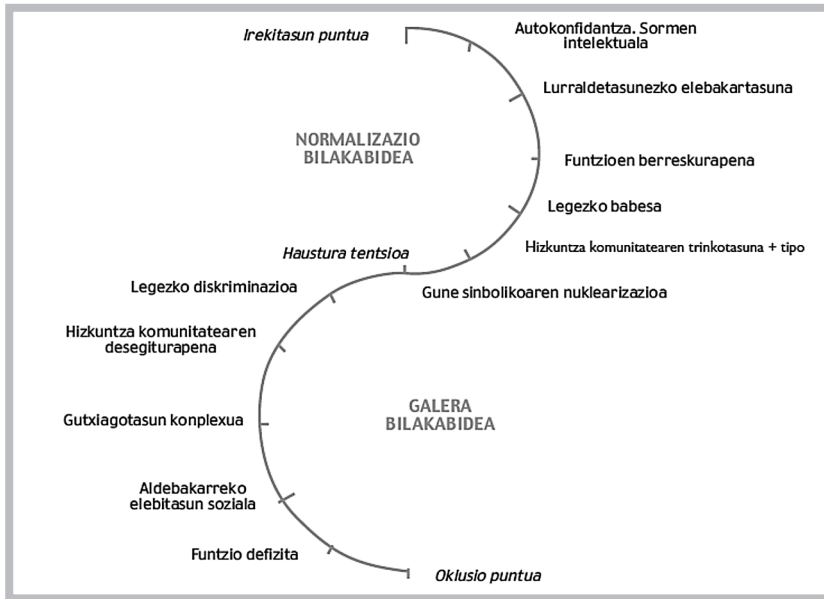 Irekitasun puntua
Autokonfidantza. Sormen
intelektuala
Lurraldetasunezko elebakartasuna
NORMALIZAZIO
BILAKABIDEA
Funtzioen berreskurapena
Legezko babesa
Hizkuntza komunitatearen trinkotasuna + tipo
Haustura tentsioa
Legezko diskriminazioa
Gune sinbolikoaren nuklearizazioa
Hizkuntza komunitatearen
desegiturapena
GALERA
BILAKABIDEA
Gutxiagotasun konplexua
Aldebakarreko
elebitasun soziala
Funtzio defizita
Oklusio puntua